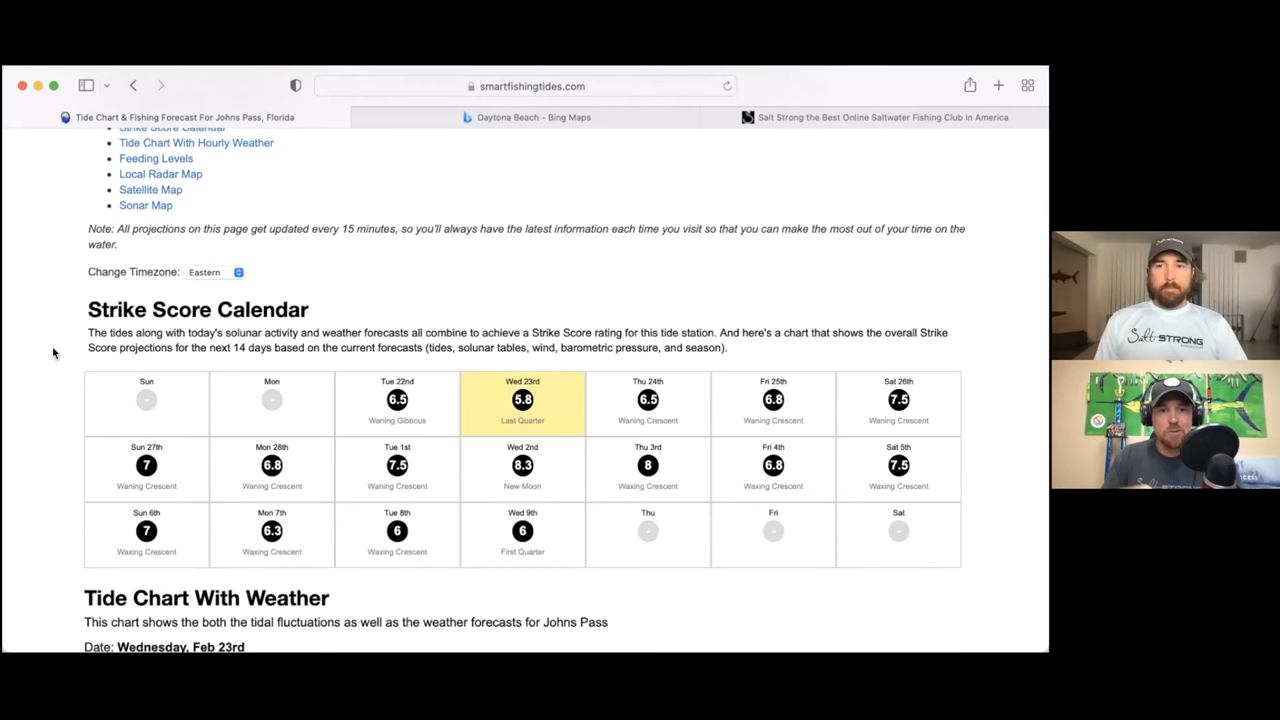 smartfishingtides.com
Tide Chart & Fishing Forecast For Johns Pass, Florida
Daytona Beach - Bing Maps
Salt Strong the Best Online Saltwater Fishing Club in America
Strike Score Calendar
Tide Chart With Hourly Weather
Feeding Levels
Local Radar Map
Satellite Map
Sonar Map
Note: All projections on this page get updated every 15 minutes, so you'll always have the latest information each time you visit so that you can make the most out of your time on the
water.
Change Timezone: Eastern
Strike Score Calendar
The tides along with today's solunar activity and weather forecasts all combine to achieve a Strike Score rating for this tide station. And here's a chart that shows the overall Strike
Score projections for the next 14 days based on the current forecasts (tides, solunar tables, wind, barometric pressure, and season).
Sun Mon Tue 22nd Wed 23rd Thu 24th Fri 25th Sat 26th
- - 6.5 5.8 6.5 6.8 7.5
Waning Gibbous Last Quarter Waning Crescent Waning Crescent Waning Crescent
Sun 27th Mon 28th Tue 1st Wed 2nd Thu 3rd Fri 4th Sat 5th
7 6.8 7.5 8.3 8 6.8 7.5
Waning Crescent Waning Crescent Waning Crescent New Moon Waxing Crescent Waxing Crescent Waxing Crescent
Sun 6th Mon 7th Tue 8th Wed 9th Thu Fri Sat
7 6.3 6 6 - - -
Waxing Crescent Waxing Crescent Waxing Crescent First Quarter
Tide Chart With Weather
This chart shows the both the tidal fluctuations as well as the weather forecasts for Johns Pass
Date: Wednesday, Feb 23rd
Salt STRONG
Salt STRONG